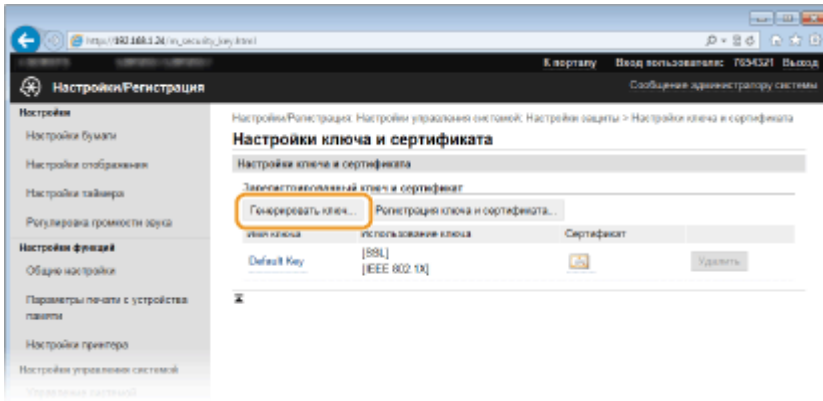 http://192.168.1.24/m_security_key.html
К порталу Вход пользователя: 7654321 Выход
Настройки/Регистрация
Сообщение администратору системы
Настройки
Настройки бумаги
Настройки отображения
Настройки таймера
Регулировка громкости звука
Настройки функций
Общие настройки
Параметры печати с устройства
памяти
Настройки принтера
Настройки управления системой
Управление системой
Настройки/Регистрация: Настройки управления системой: Настройки защиты > Настройки ключа и сертификата
Настройки ключа и сертификата
Настройки ключа и сертификата
Зарегистрированный ключ и сертификат
Генерировать ключ... Регистрация ключа и сертификата...
Имя ключа Использование ключа Сертификат
Default Key [SSL] Удалить
[IEEE 802.1X]